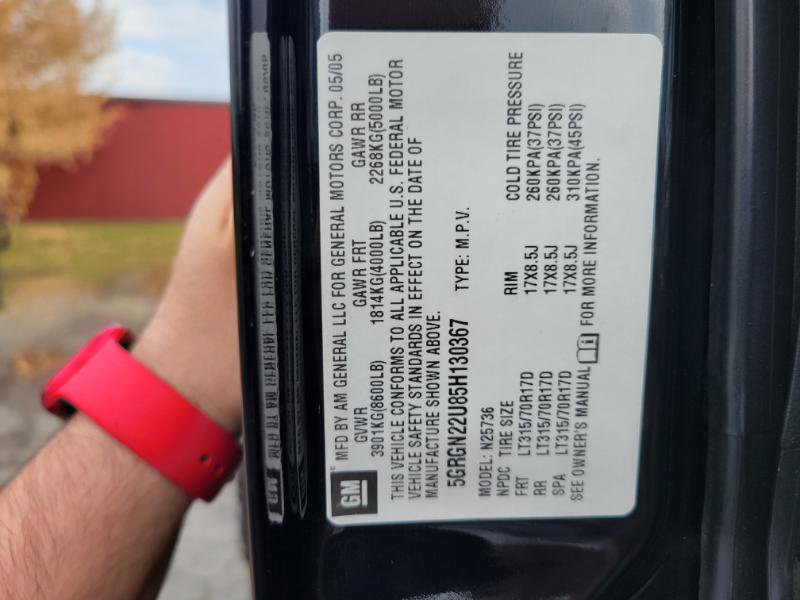 MFD BY AM GENERAL LLC FOR GENERAL MOTORS CORP. 05/05
GVWR GAWR FRT GAWR RR
3901KG(8600LB) 1814KG(4000LB) 2268KG(5000LB)
THIS VEHICLE CONFORMS TO ALL APPLICABLE U.S. FEDERAL MOTOR
VEHICLE SAFETY STANDARDS IN EFFECT ON THE DATE OF
MANUFACTURE SHOWN ABOVE.
GM
5GRGN22U85H130367 TYPE: M.P.V.
MODEL: N25736
NPDC TIRE SIZE RIM COLD TIRE PRESSURE
FRT LT315/70R17D 17X8.5J 260KPA(37PSI)
RR LT315/70R17D 17X8.5J 260KPA(37PSI)
SPA LT315/70R17D 17X8.5J 310KPA(45PSI)
SEE OWNER'S MANUAL FOR MORE INFORMATION.